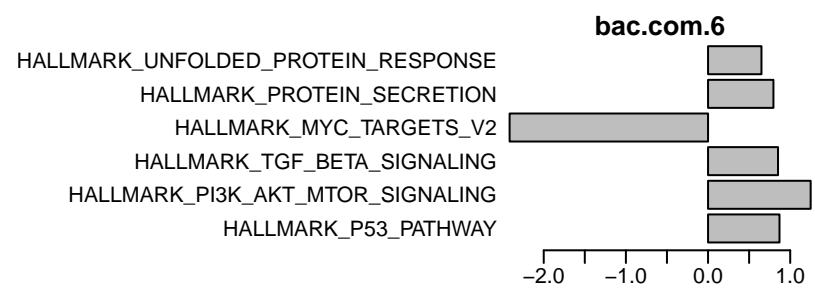 bac.com.6
HALLMARK_UNFOLDED_PROTEIN_RESPONSE
HALLMARK_PROTEIN_SECRETION
HALLMARK_MYC_TARGETS_V2
HALLMARK_TGF_BETA_SIGNALING
HALLMARK_PI3K_AKT_MTOR_SIGNALING
HALLMARK_P53_PATHWAY
−2.0 −1.0 0.0 1.0